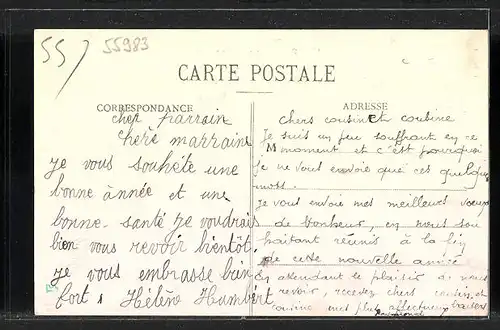 55
55983
CARTE POSTALE
CORRESPONDANCE
cher parrain
chère marraine
je vous souhète une
bonne ànnée et une
bonne santé je voudrais
bien vous revoir bientôt,
je vous embrasse bien
fort, Hélène Humbert
ADRESSE
chers cousin et cousine
Je suis un peu souffrant en ce
M moment et c'est pourquoi
je ne vous envoie que ces quelques
mots.
Je vous envoie mes meilleurs voeux
de bonheur, en vous sou
haitant réunis à la fin
de cette nouvelle année
En attendant le plaisir de vous
revoir, recevez chers cousin et
cousine mes plus affectueux baisers